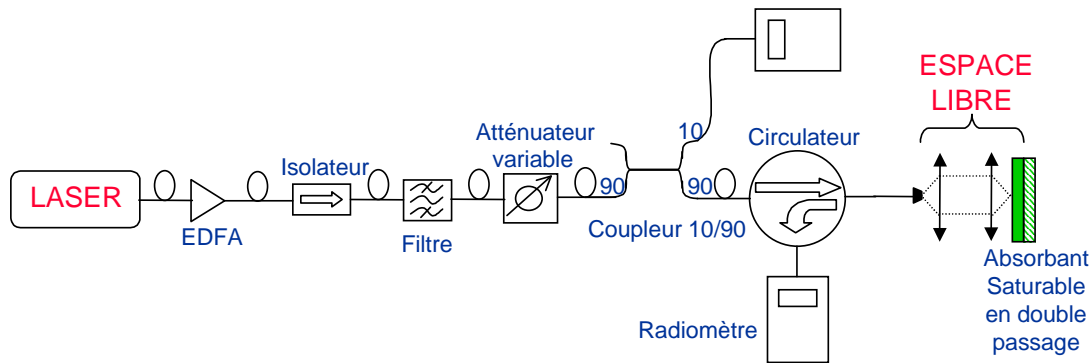 LASER
EDFA
Isolateur
Filtre
Atténuateur
variable
90
10
90
Coupleur 10/90
Circulateur
Radiomètre
ESPACE
LIBRE
Absorbant
Saturable
en double
passage